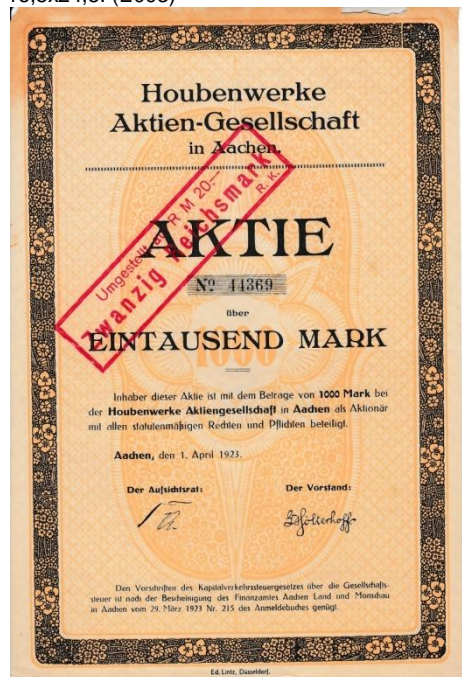 Houbenwerke
Aktien-Gesellschaft
in Aachen.
Umgestellt auf R M 20.—
Zwanzig Reichsmark
R. K.
AKTIE
Nº 44369
über
EINTAUSEND MARK
1000
Inhaber dieser Aktie ist mit dem Betrage von 1000 Mark bei
der Houbenwerke Aktiengesellschaft in Aachen als Aktionär
mit allen statutenmäßigen Rechten und Pflichten beteiligt.
Aachen, den 1. April 1923.
Der Aufsichtsrat: Der Vorstand:
Den Vorschriften des Kapitalverkehrssteuergesetzes über die Gesellschafts-
steuer ist nach der Bescheinigung des Finanzamtes Aachen Land und Monschau
in Aachen vom 29. März 1923 Nr. 215 des Anmeldebuches genügt.
Ed. Lintz, Düsseldorf.